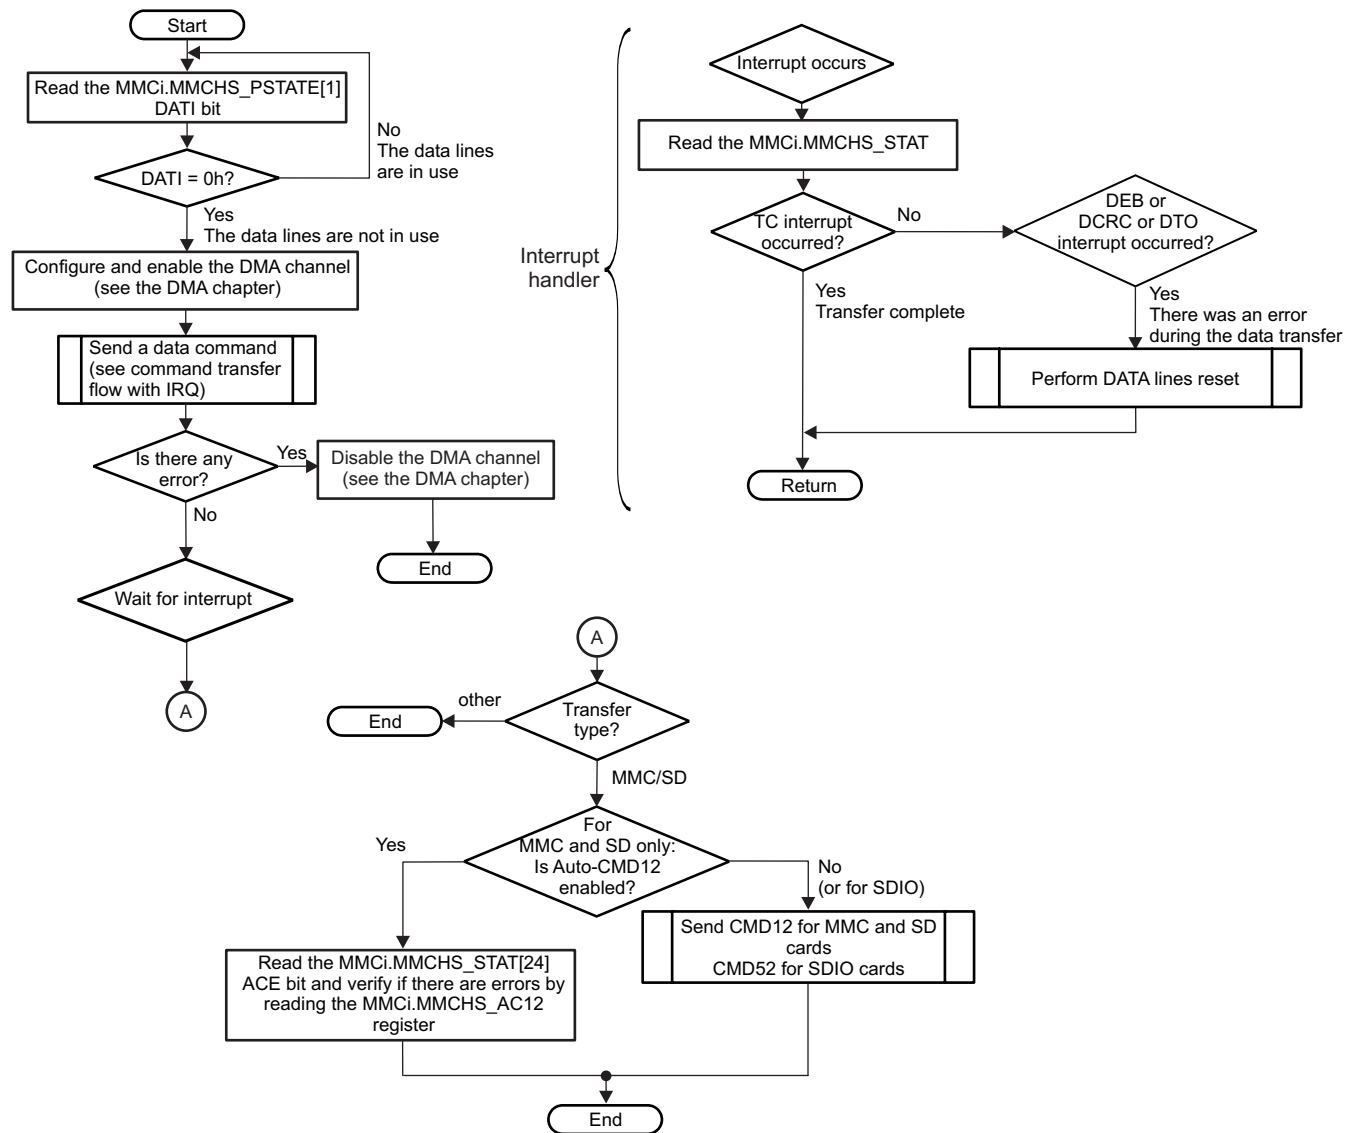 Start
Read the MMCi.MMCHS_PSTATE[1]
DATI bit
No
The data lines
are in use
DATI = 0h?
Yes
The data lines are not in use
Configure and enable the DMA channel
(see the DMA chapter)
Send a data command
(see command transfer
flow with IRQ)
Is there any
error?
Yes
Disable the DMA channel
(see the DMA chapter)
No
End
Wait for interrupt
A
Interrupt
handler
Interrupt occurs
Read the MMCi.MMCHS_STAT
TC interrupt
occurred?
No
DEB or
DCRC or DTO
interrupt occurred?
Yes
Transfer complete
Yes
There was an error
during the data transfer
Perform DATA lines reset
Return
A
Transfer
type?
other
End
MMC/SD
For
MMC and SD only:
Is Auto-CMD12
enabled?
Yes
No
(or for SDIO)
Send CMD12 for MMC and SD
cards
CMD52 for SDIO cards
Read the MMCi.MMCHS_STAT[24]
ACE bit and verify if there are errors by
reading the MMCi.MMCHS_AC12
register
End